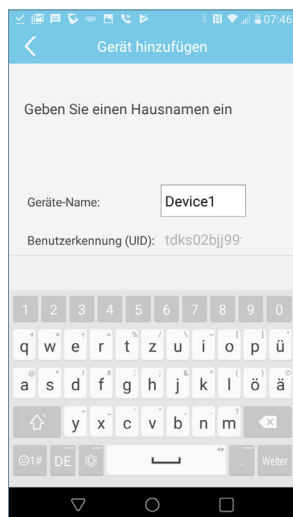 07:46
Gerät hinzufügen
Geben Sie einen Hausnamen ein
Geräte-Name: Device1
Benutzerkennung (UID): tdks02bjj99
1 2 3 4 5 6 7 8 9 0
q w e r t z u i o p ü
a s d f g h j k l ö ä
y x c v b n m
☺1# DE . Weiter